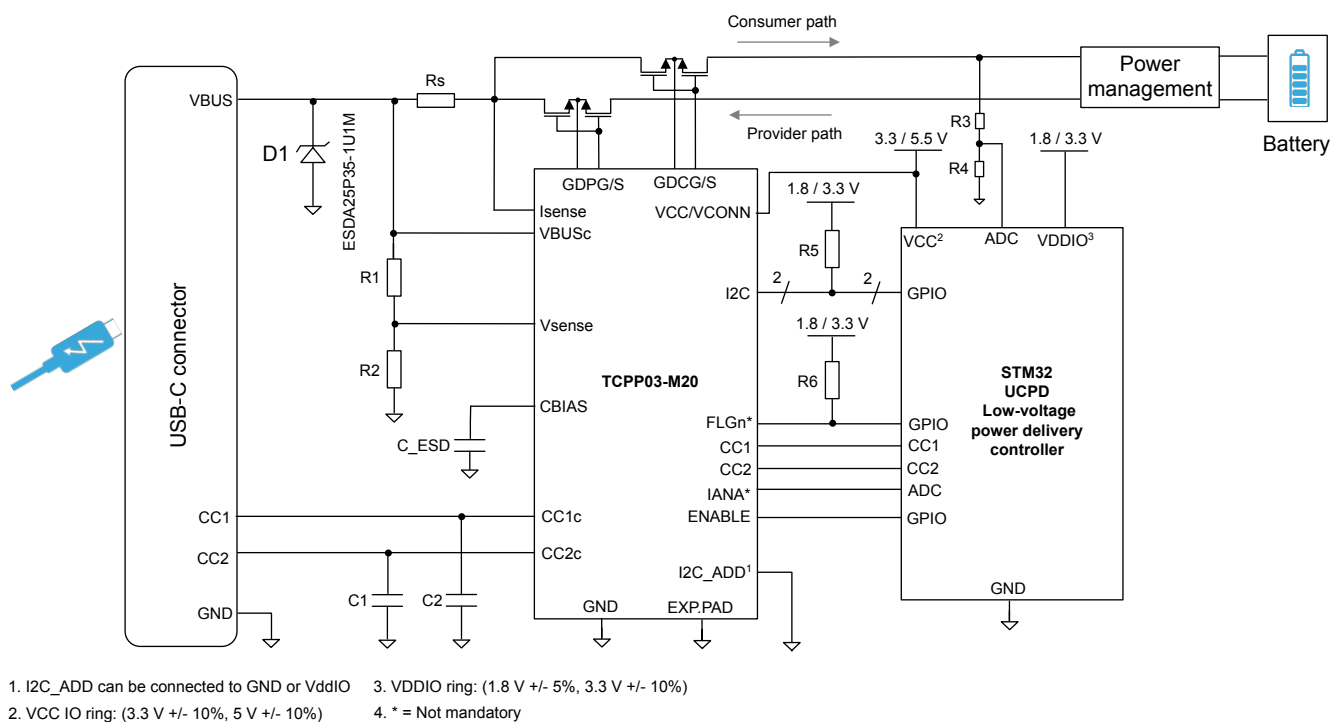 Consumer path
Power
management
Battery
Rs
VBUS
D1
ESDA25P35-1U1M
Provider path
R3
R4
3.3 / 5.5 V
1.8 / 3.3 V
GDPG/S
GDCG/S
1.8 / 3.3 V
Isense
VCC/VCONN
VBUSc
R5
VCC2
ADC
VDDIO3
R1
I2C
2
2
GPIO
Vsense
1.8 / 3.3 V
R2
TCPP03-M20
R6
STM32
UCPD
Low-voltage
power delivery
controller
USB-C connector
CBIAS
C_ESD
FLGn*
GPIO
CC1
CC1
CC2
CC2
IANA*
ADC
ENABLE
GPIO
CC1
CC1c
CC2
CC2c
I2C_ADD1
C1
C2
GND
GND
EXP.PAD
GND
1. I2C_ADD can be connected to GND or VddIO
2. VCC IO ring: (3.3 V +/- 10%, 5 V +/- 10%)
3. VDDIO ring: (1.8 V +/- 5%, 3.3 V +/- 10%)
4. * = Not mandatory